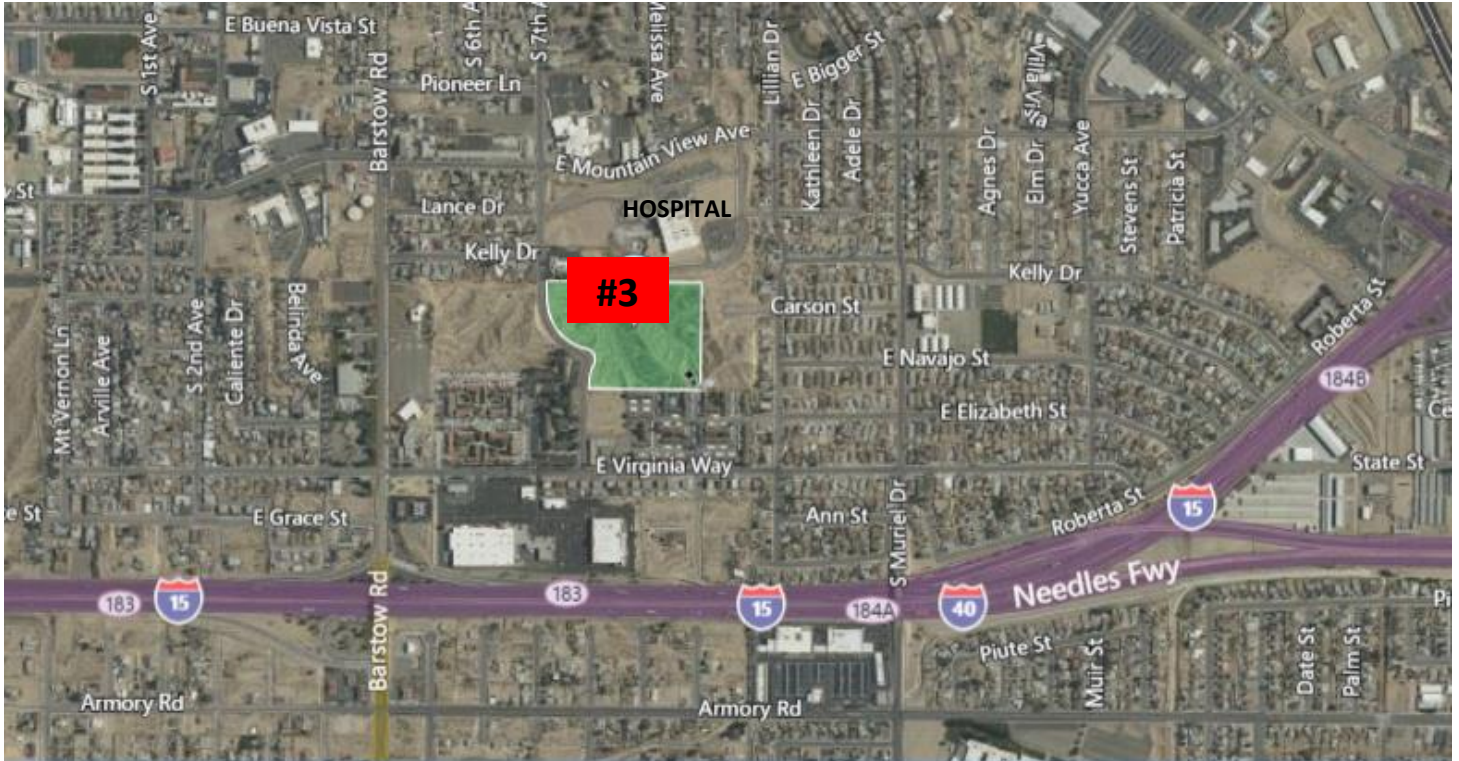 E Buena Vista St
S 1st Ave
Barstow Rd
S 6th A
S 7th A
Melissa Ave
Lillian Dr
E Bigger St
Villa Vista
Pioneer Ln
E Mountain View Ave
Kathleen Dr
Adele Dr
Agnes Dr
Elm Dr
Yucca Ave
Stevens St
Patricia St
St
Lance Dr
HOSPITAL
Kelly Dr
Kelly Dr
#3
Carson St
Roberta St
Mt Vernon Ln
Arville Ave
S 2nd Ave
Caliente Dr
Belinda Ave
E Navajo St
184B
E Elizabeth St
Ce
E Virginia Way
State St
e St
E Grace St
Ann St
S Muriel Dr
Roberta St
15
183
15
Barstow Rd
183
15
184A
40
Needles Fwy
Pi
Piute St
Muir St
Date St
Palm St
Armory Rd
Armory Rd